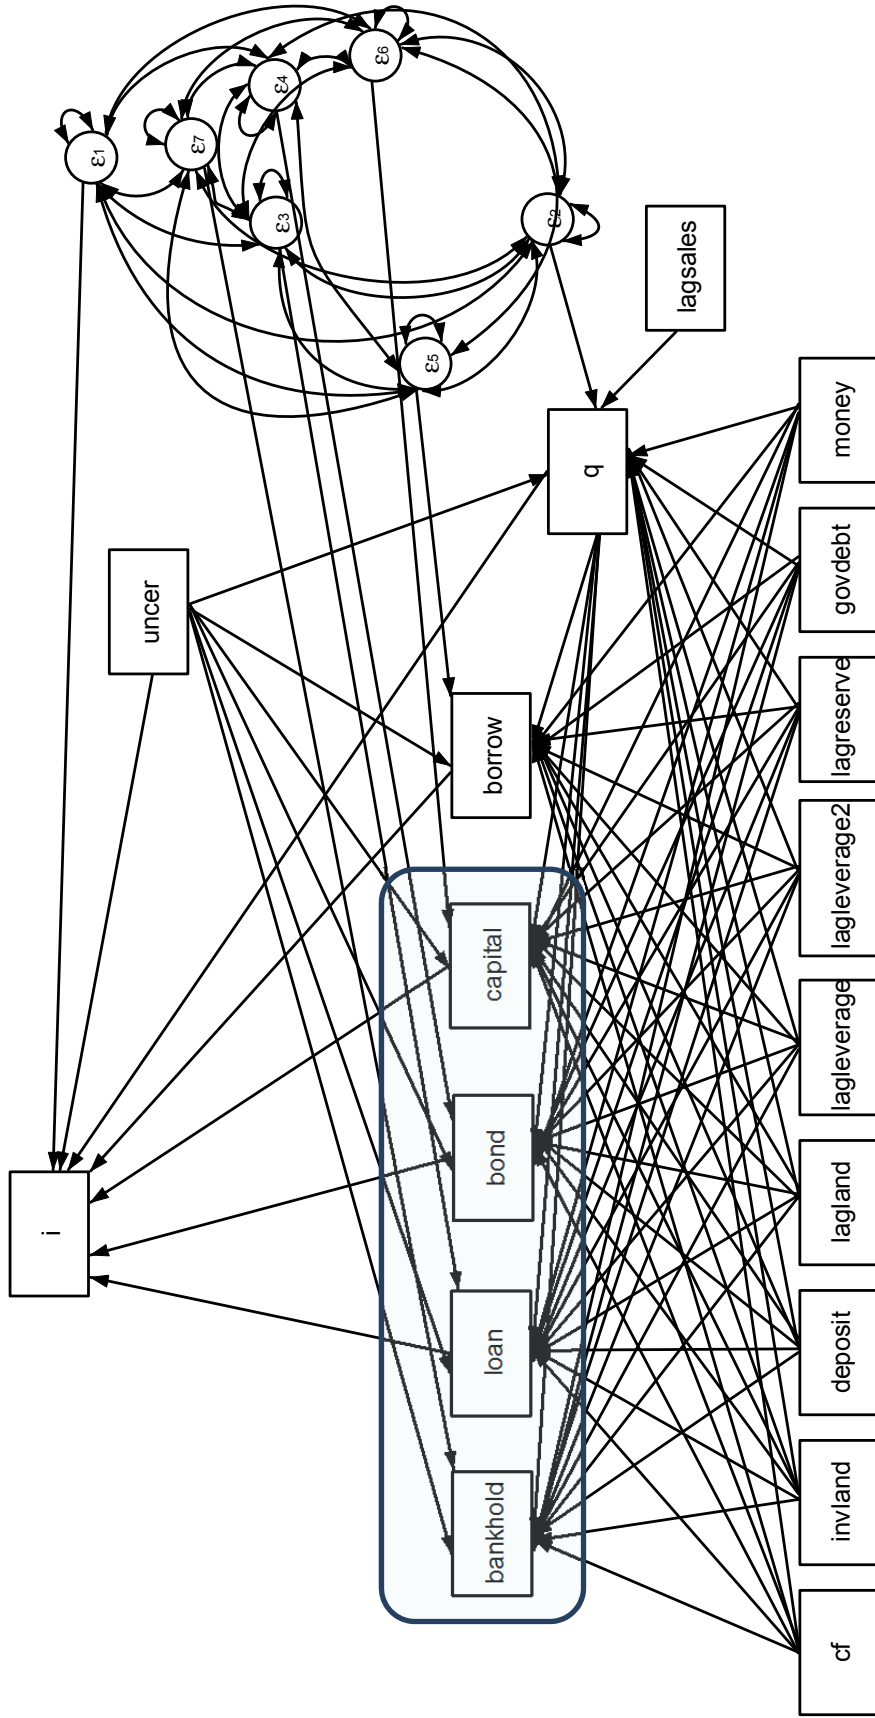 i
uncer
bankhold
loan
bond
capital
borrow
q
lagsales
cf
invland
deposit
lagland
lagleverage
lagleverage2
lagreserve
govdebt
money
ε1
ε7
ε4
ε6
ε3
ε5
ε2